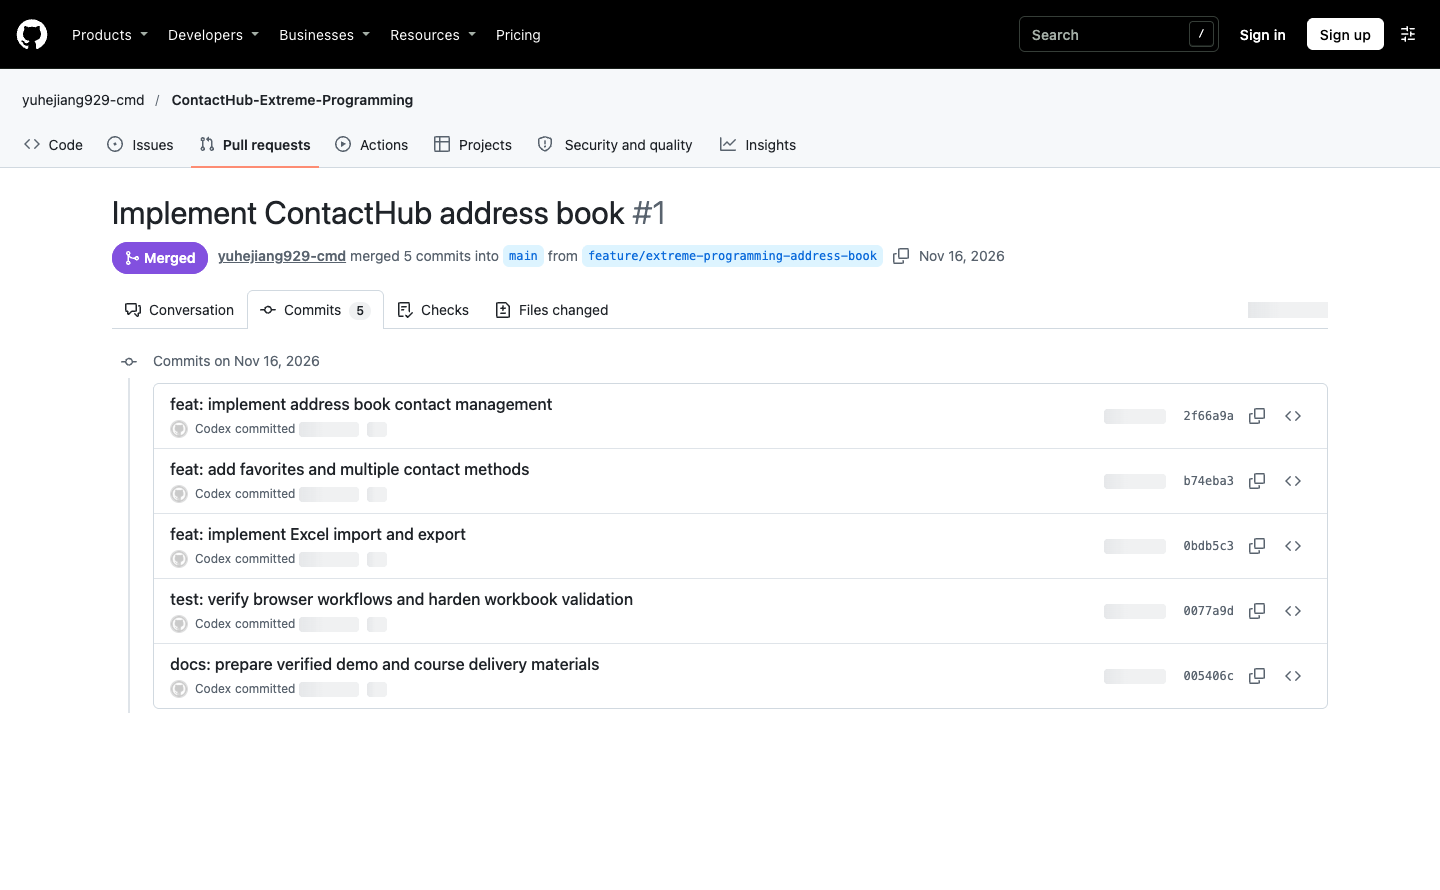 Products Developers Businesses Resources Pricing Search / Sign in Sign up
yuhejiang929-cmd / ContactHub-Extreme-Programming
Code Issues Pull requests Actions Projects Security and quality Insights
Implement ContactHub address book #1
Merged yuhejiang929-cmd merged 5 commits into main from feature/extreme-programming-address-book Nov 16, 2026
Conversation Commits 5 Checks Files changed
Commits on Nov 16, 2026
feat: implement address book contact management
Codex committed
2f66a9a
feat: add favorites and multiple contact methods
Codex committed
b74eba3
feat: implement Excel import and export
Codex committed
0bdb5c3
test: verify browser workflows and harden workbook validation
Codex committed
0077a9d
docs: prepare verified demo and course delivery materials
Codex committed
005406c